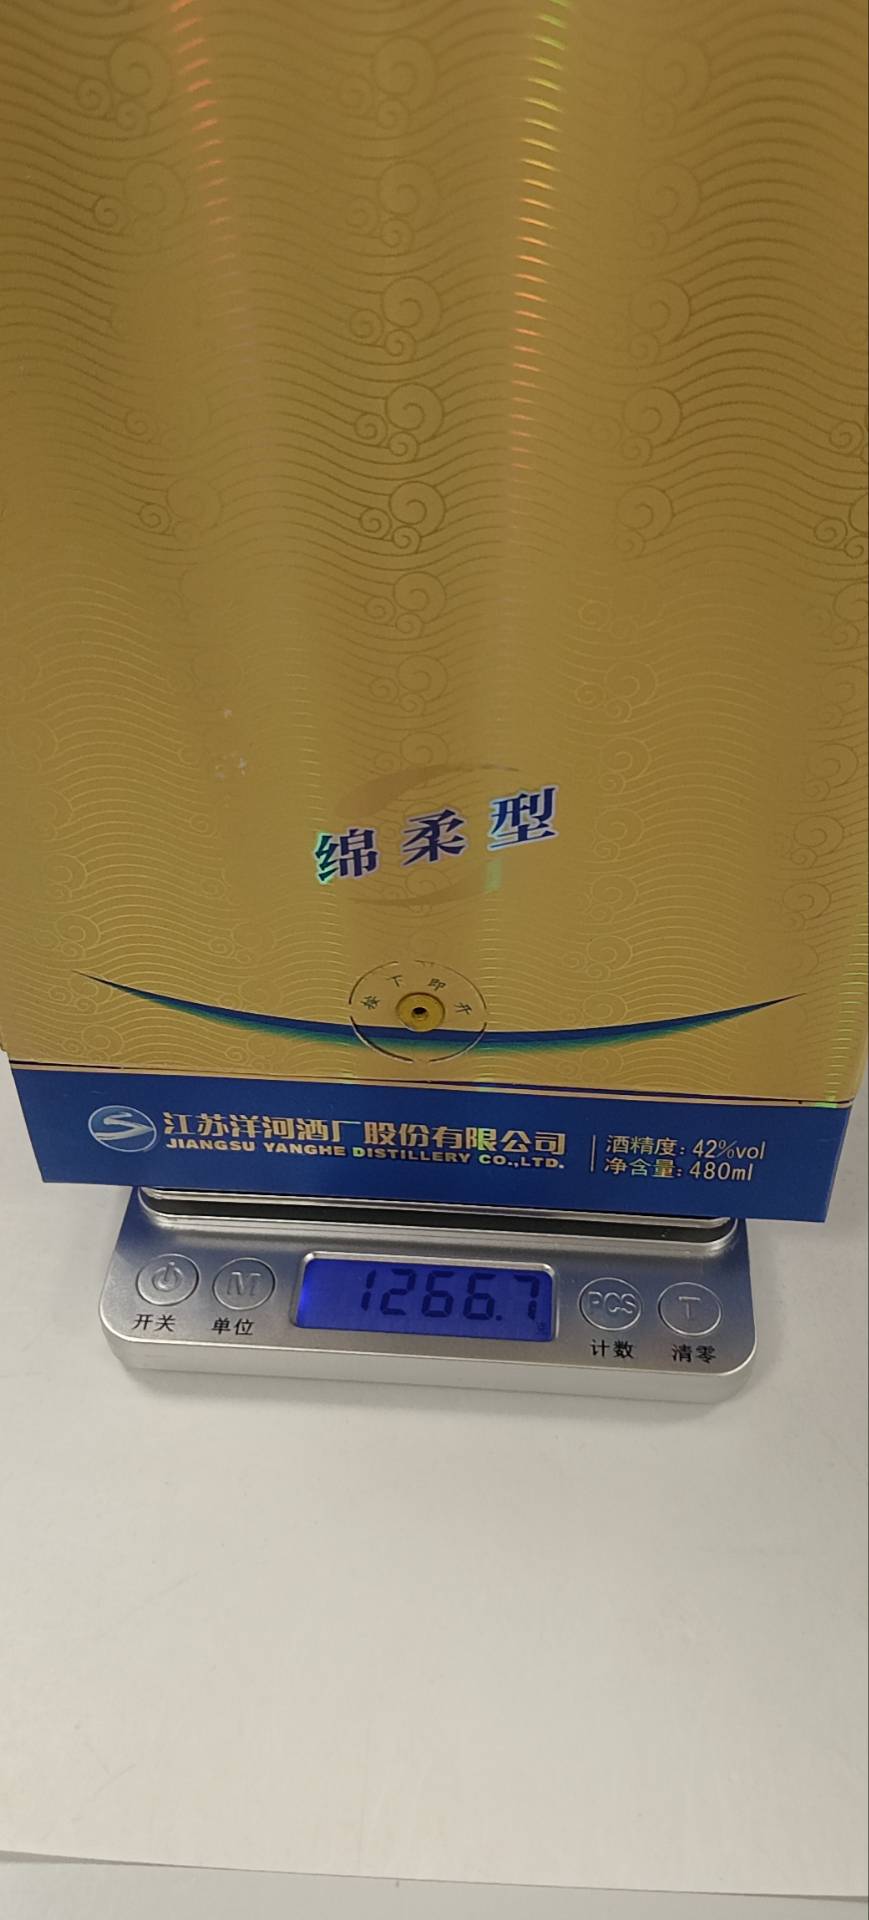 绵柔型
按下即开
江苏洋河酒厂股份有限公司
JIANGSU YANGHE DISTILLERY CO.,LTD.
酒精度：42%vol
净含量：480ml
1266.7
M
PCS
T
开关
单位
计数
清零